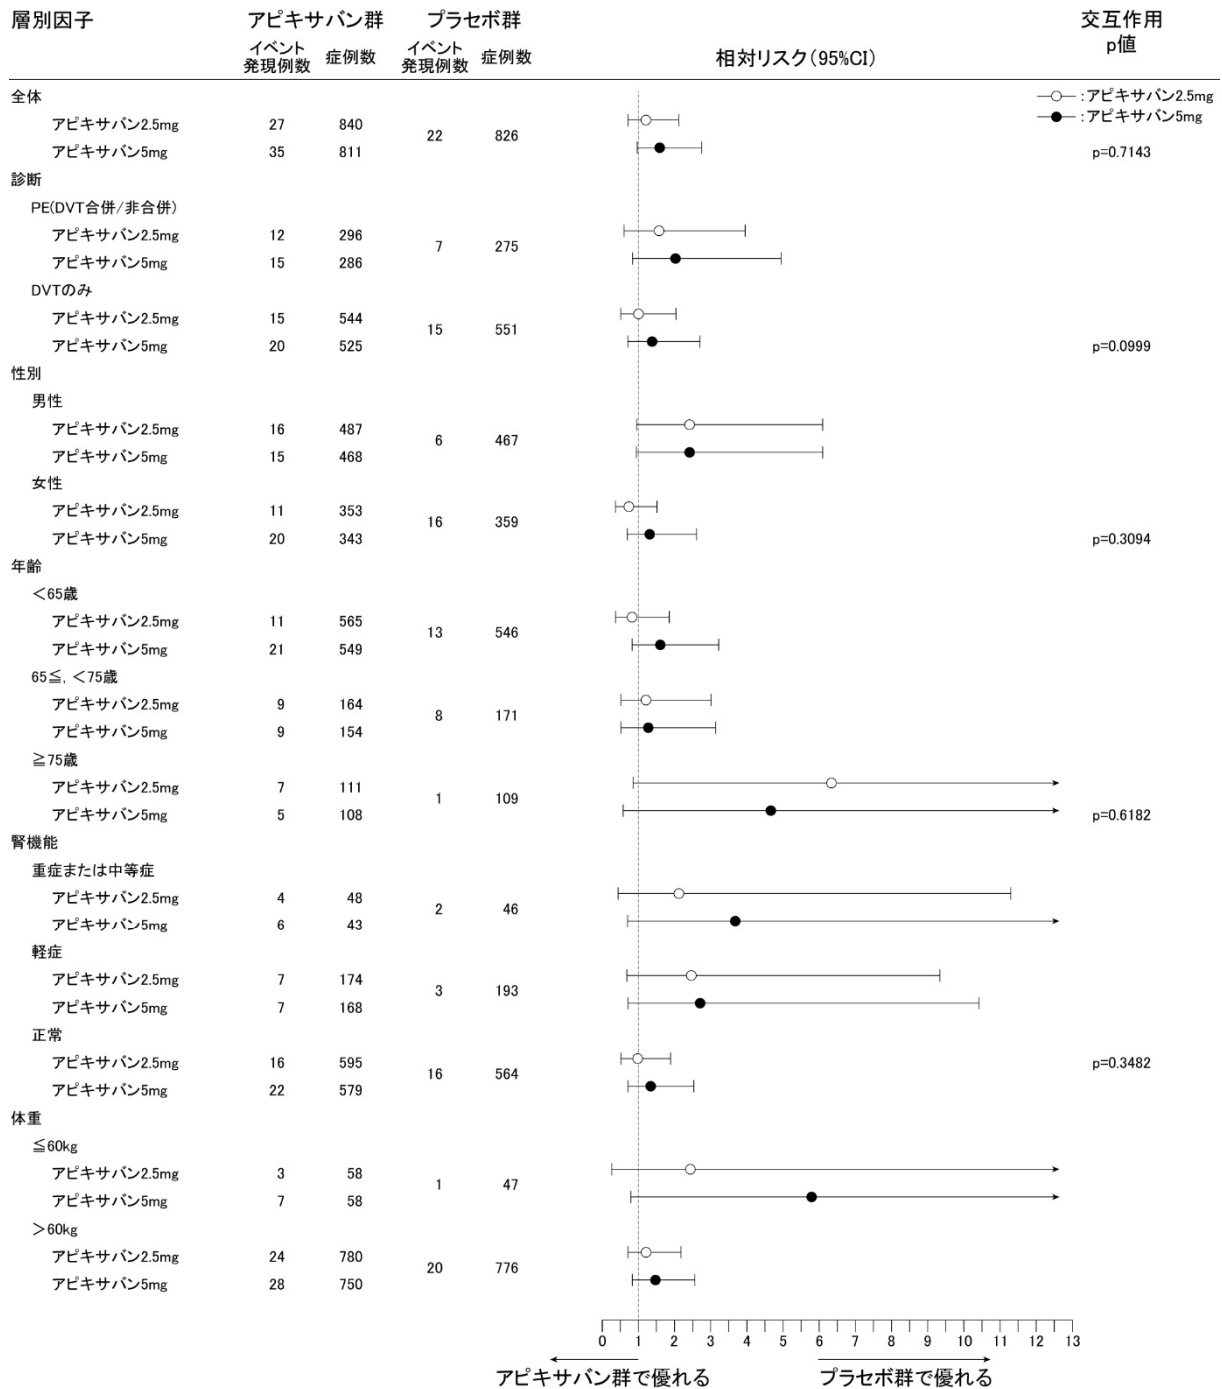 層別因子 アピキサバン群 プラセボ群 交互作用
イベント発現例数 症例数 イベント発現例数 症例数 相対リスク(95%CI) p値
全体 :アピキサバン2.5mg
アピキサバン2.5mg 27 840 22 826 :アピキサバン5mg
アピキサバン5mg 35 811 p=0.7143
診断
PE(DVT合併/非合併)
アピキサバン2.5mg 12 296 7 275
アピキサバン5mg 15 286
DVTのみ
アピキサバン2.5mg 15 544 15 551
アピキサバン5mg 20 525 p=0.0999
性別
男性
アピキサバン2.5mg 16 487 6 467
アピキサバン5mg 15 468
女性
アピキサバン2.5mg 11 353 16 359
アピキサバン5mg 20 343 p=0.3094
年齢
<65歳
アピキサバン2.5mg 11 565 13 546
アピキサバン5mg 21 549
65≦, <75歳
アピキサバン2.5mg 9 164 8 171
アピキサバン5mg 9 154
≧75歳
アピキサバン2.5mg 7 111 1 109
アピキサバン5mg 5 108 p=0.6182
腎機能
重症または中等症
アピキサバン2.5mg 4 48 2 46
アピキサバン5mg 6 43
軽症
アピキサバン2.5mg 7 174 3 193
アピキサバン5mg 7 168
正常
アピキサバン2.5mg 16 595 16 564 p=0.3482
アピキサバン5mg 22 579
体重
≦60kg
アピキサバン2.5mg 3 58 1 47
アピキサバン5mg 7 58
>60kg
アピキサバン2.5mg 24 780 20 776
アピキサバン5mg 28 750
0 1 2 3 4 5 6 7 8 9 10 11 12 13
アピキサバン群で優れる プラセボ群で優れる